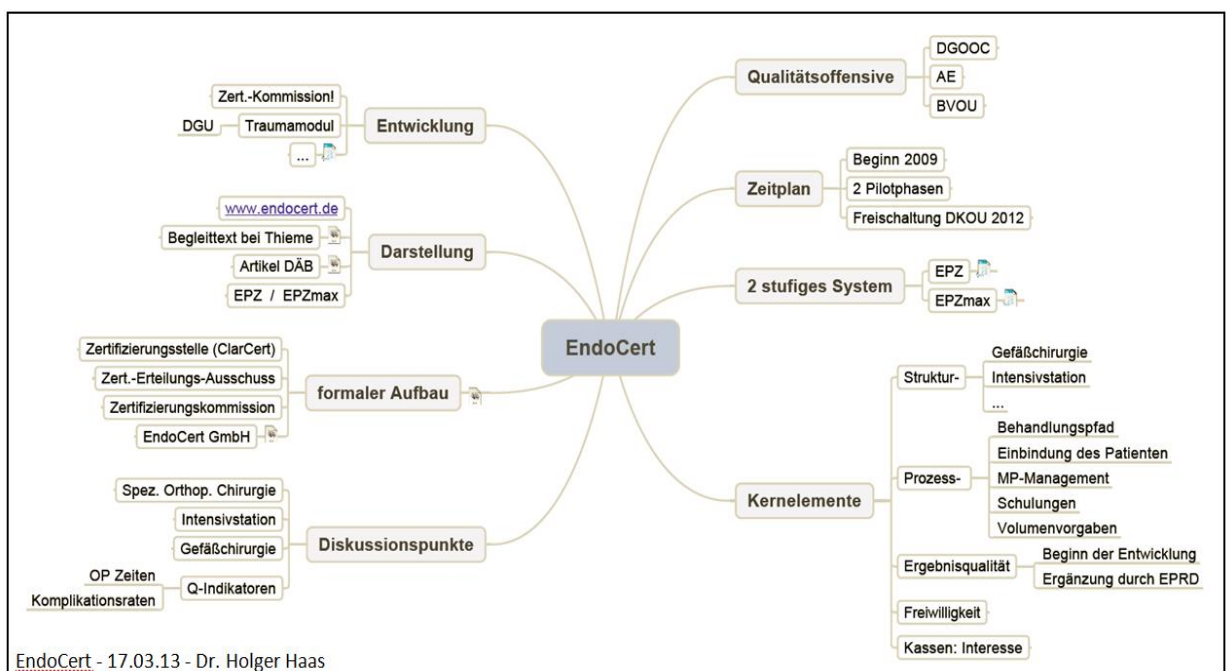 EndoCert
Qualitätsoffensive
DGOOC
AE
BVOU
Zeitplan
Beginn 2009
2 Pilotphasen
Freischaltung DKOU 2012
2 stufiges System
EPZ
EPZmax
Kernelemente
Struktur-
Gefäßchirurgie
Intensivstation
...
Prozess-
Behandlungspfad
Einbindung des Patienten
MP-Management
Schulungen
Volumenvorgaben
Ergebnisqualität
Beginn der Entwicklung
Ergänzung durch EPRD
Freiwilligkeit
Kassen: Interesse
Entwicklung
Zert.-Kommission!
Traumamodul
DGU
...
Darstellung
www.endocert.de
Begleittext bei Thieme
Artikel DÄB
EPZ / EPZmax
formaler Aufbau
Zertifizierungsstelle (ClarCert)
Zert.-Erteilungs-Ausschuss
Zertifizierungskommission
EndoCert GmbH
Diskussionspunkte
Spez. Orthop. Chirurgie
Intensivstation
Gefäßchirurgie
Q-Indikatoren
OP Zeiten
Komplikationsraten
EndoCert - 17.03.13 - Dr. Holger Haas